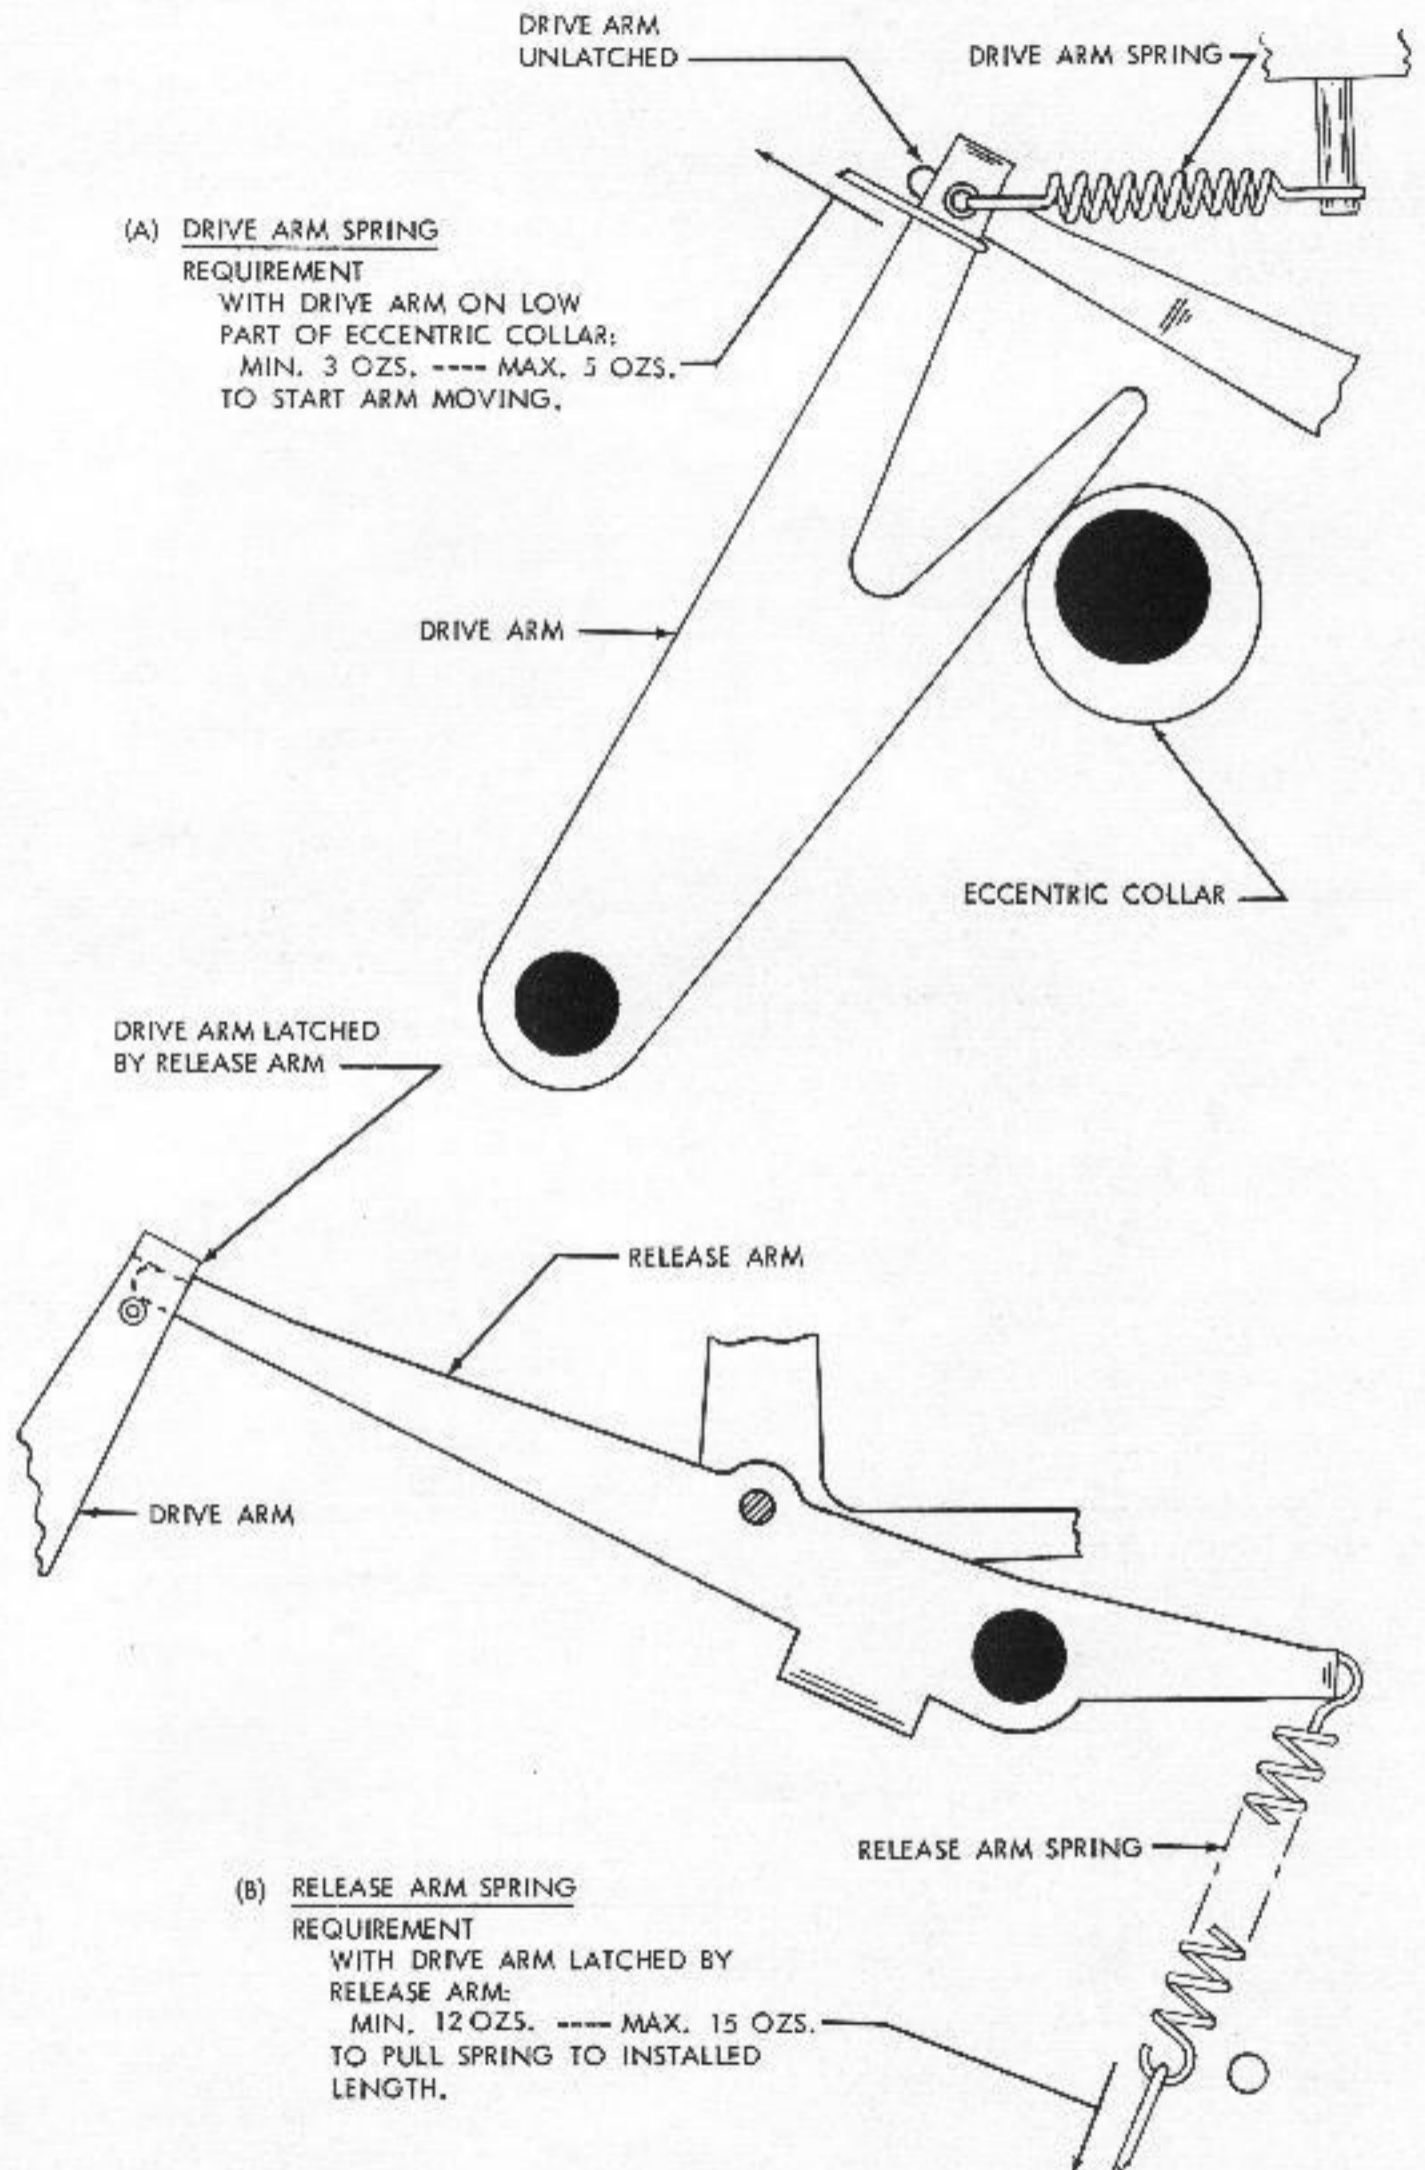 DRIVE ARM
UNLATCHED
DRIVE ARM SPRING
(A) DRIVE ARM SPRING
REQUIREMENT
WITH DRIVE ARM ON LOW
PART OF ECCENTRIC COLLAR:
MIN. 3 OZS. ---- MAX. 5 OZS.
TO START ARM MOVING.
DRIVE ARM
ECCENTRIC COLLAR
DRIVE ARM LATCHED
BY RELEASE ARM
RELEASE ARM
DRIVE ARM
RELEASE ARM SPRING
(B) RELEASE ARM SPRING
REQUIREMENT
WITH DRIVE ARM LATCHED BY
RELEASE ARM:
MIN. 12 OZS. ---- MAX. 15 OZS.
TO PULL SPRING TO INSTALLED
LENGTH.